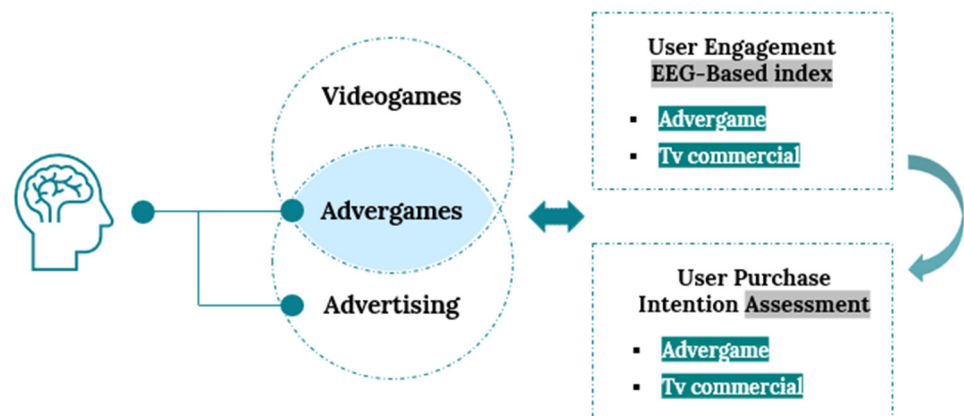 Videogames
Advergames
Advertising
User Engagement
EEG-Based index
▪ Advergame
▪ Tv commercial
User Purchase
Intention Assessment
▪ Advergame
▪ Tv commercial